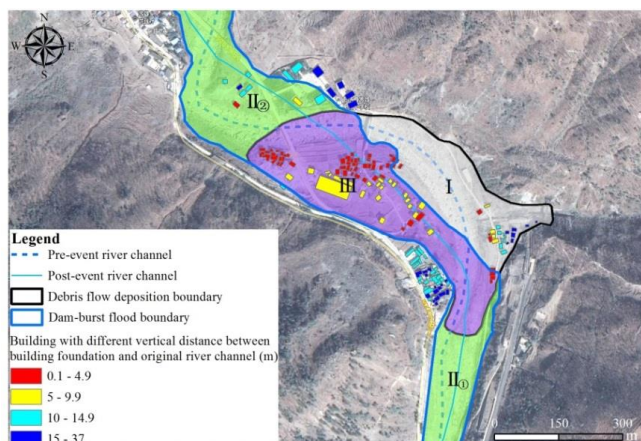 N
W E
S
II②
I
III
II①
Legend
Pre-event river channel
Post-event river channel
Debris flow deposition boundary
Dam-burst flood boundary
Building with different vertical distance between
building foundation and original river channel (m)
0.1 - 4.9
5 - 9.9
10 - 14.9
15 - 37
0 150 300
m